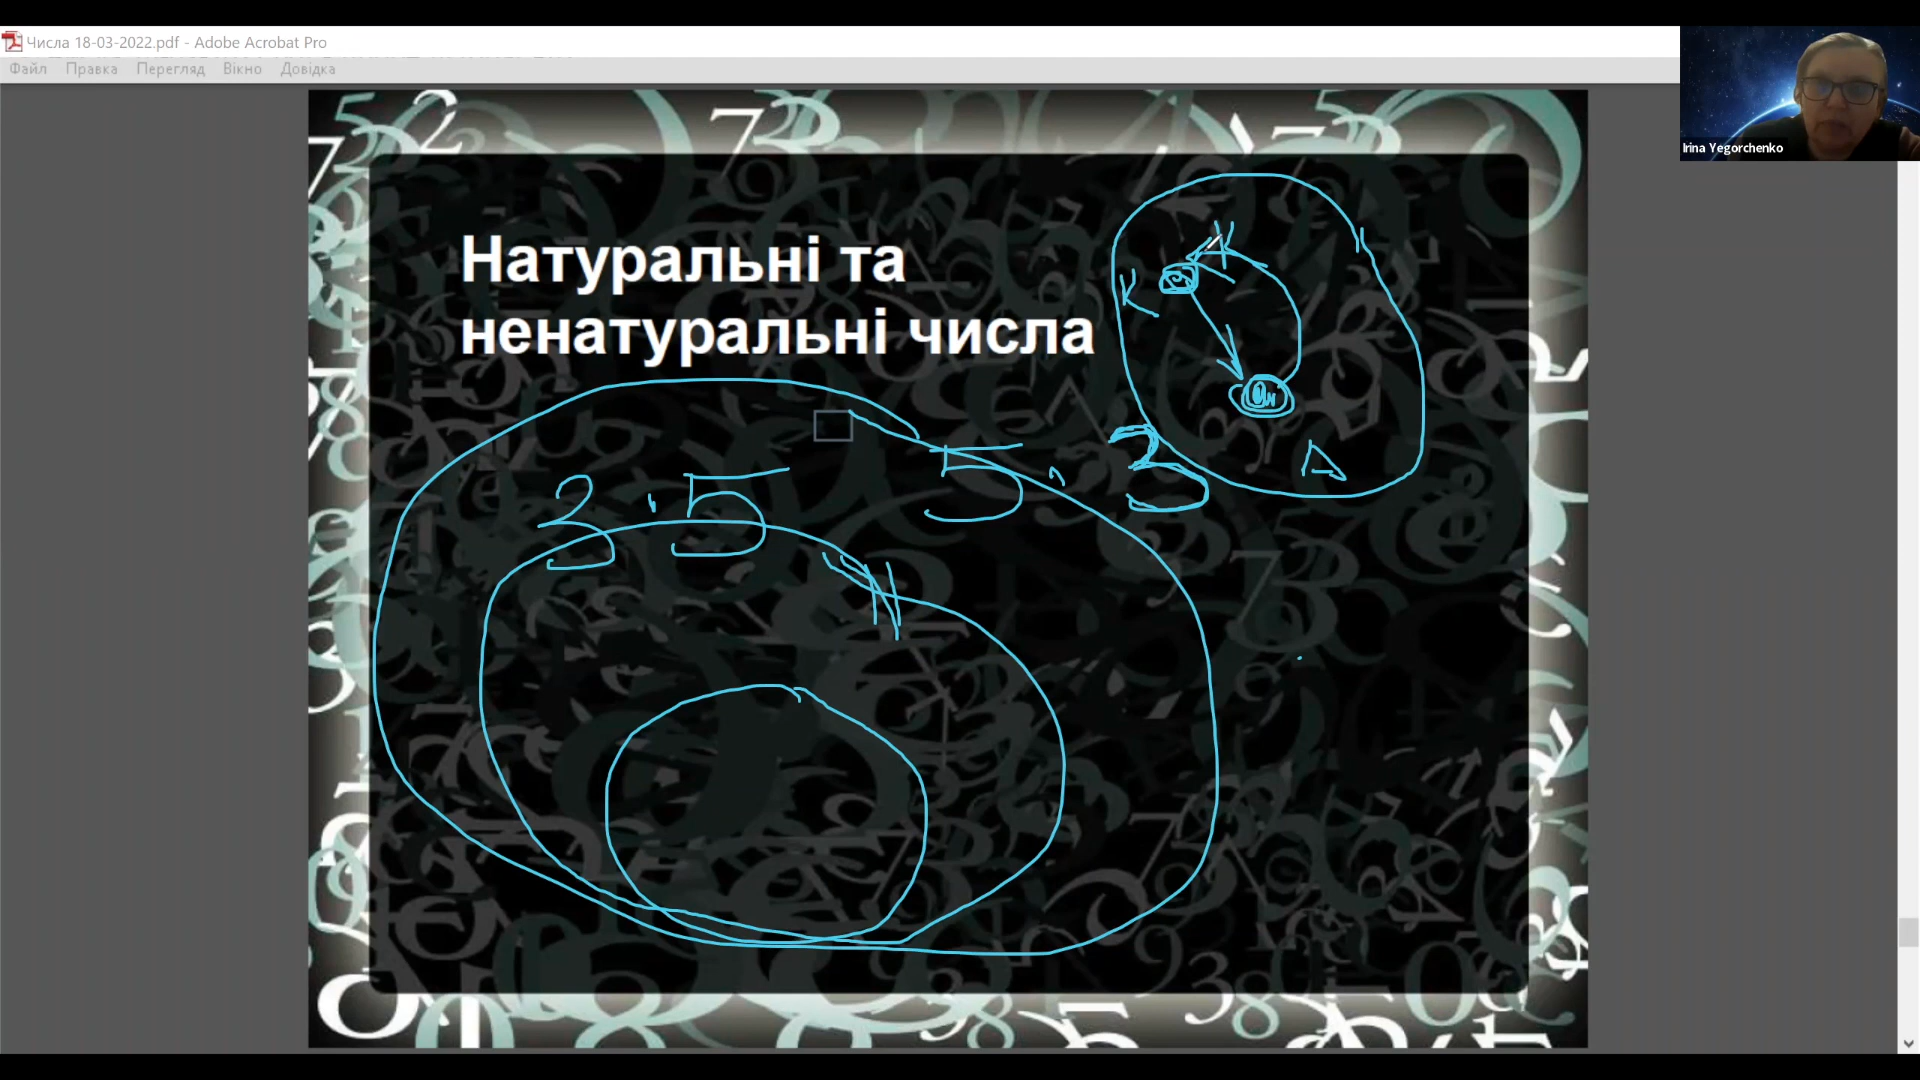 Числа 18-03-2022.pdf - Adobe Acrobat Pro
Файл Правка Перегляд Вікно Довідка
Irina Yegorchenko
Натуральні та
ненатуральні числа
K
3 · 5
5 · 3